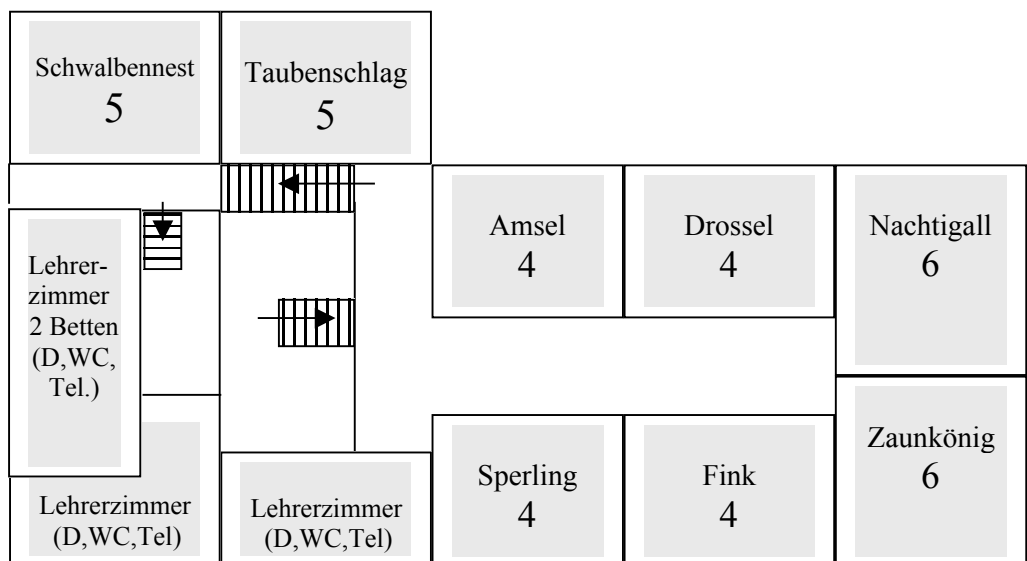 Schwalbennest
5
Taubenschlag
5
Amsel
4
Drossel
4
Nachtigall
6
Lehrer-
zimmer
2 Betten
(D,WC,
Tel.)
Zaunkönig
6
Sperling
4
Fink
4
Lehrerzimmer
(D,WC,Tel)
Lehrerzimmer
(D,WC,Tel)